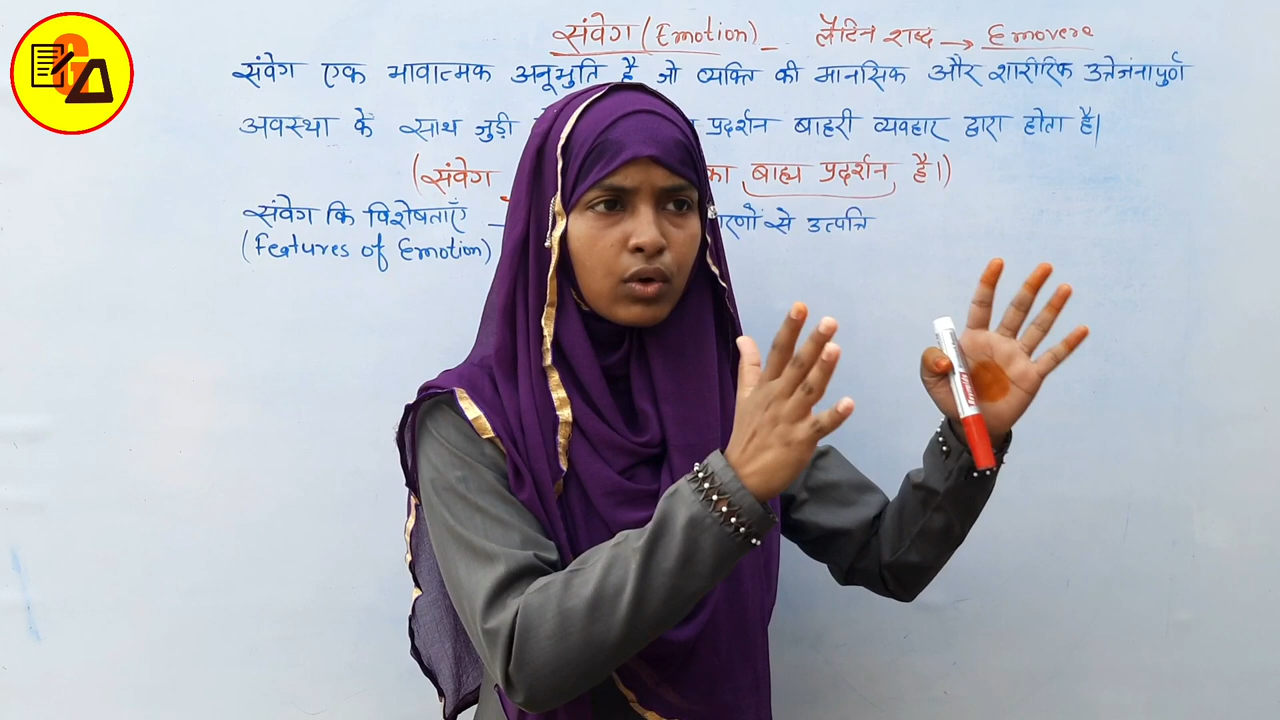 संवेग (Emotion) लैटिन शब्द → Emovere
संवेग एक भावात्मक अनूभुति है जो व्यक्ति की मानसिक और शारीरिक उत्तेजनापुर्ण
अवस्था के साथ जुड़ी प्रदर्शन बाहरी व्यवहार द्वारा होता है।
(संवेग का बाह्य प्रदर्शन है।)
संवेग कि विशेषताएँ – से उत्पत्ति
(Features of Emotion)